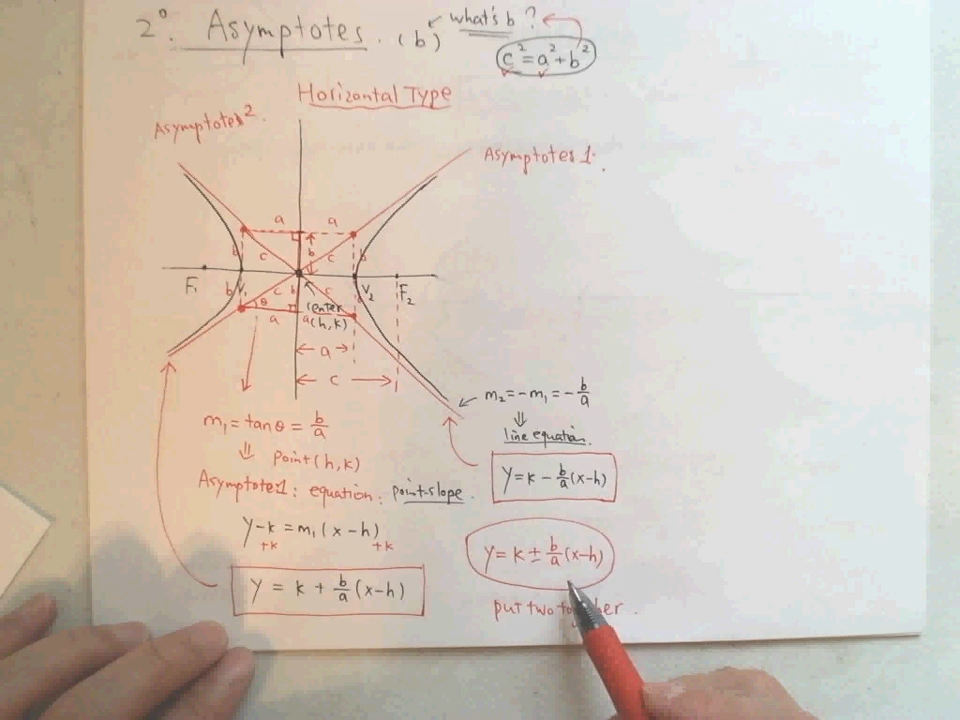 2°. Asymptotes. (b) what's b?
c² = a² + b²
Horizontal Type
Asymptotes 2.
Asymptotes 1.
a a
b c b c b
F₁ b V₁ c b c V₂ F₂
θ center
a a (h, k)
a
c
m₂ = -m₁ = -b/a
m₁ = tanθ = b/a
⇓
line equation.
⇓ point (h, k)
y = k - b/a (x-h)
Asymptote 1: equation: point-slope.
y-k = m₁ (x-h)
+k +k
y = k ± b/a (x-h)
y = k + b/a (x-h)
put two together.